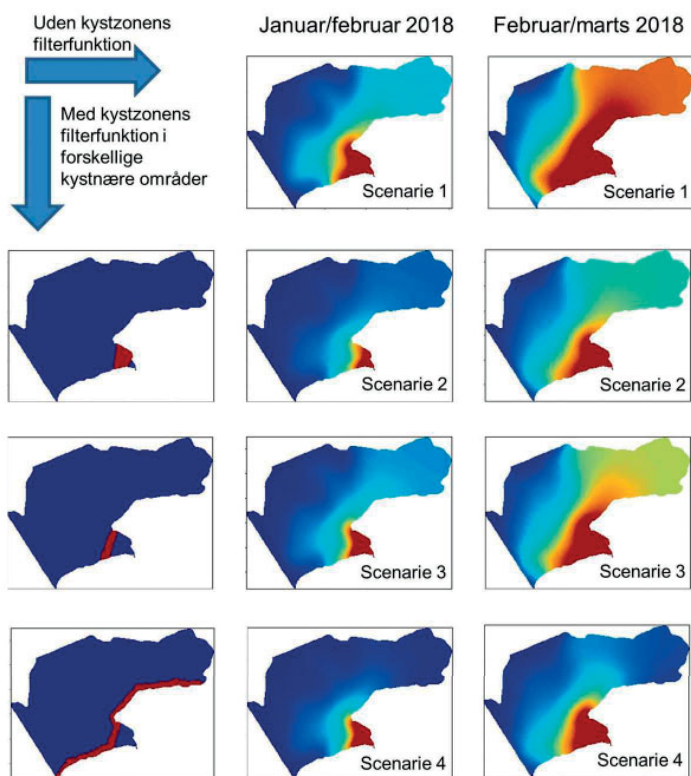 Uden kystzonens
filterfunktion
Med kystzonens
filterfunktion i
forskellige
kystnære områder
Januar/februar 2018
Februar/marts 2018
Scenarie 1
Scenarie 1
Scenarie 2
Scenarie 2
Scenarie 3
Scenarie 3
Scenarie 4
Scenarie 4